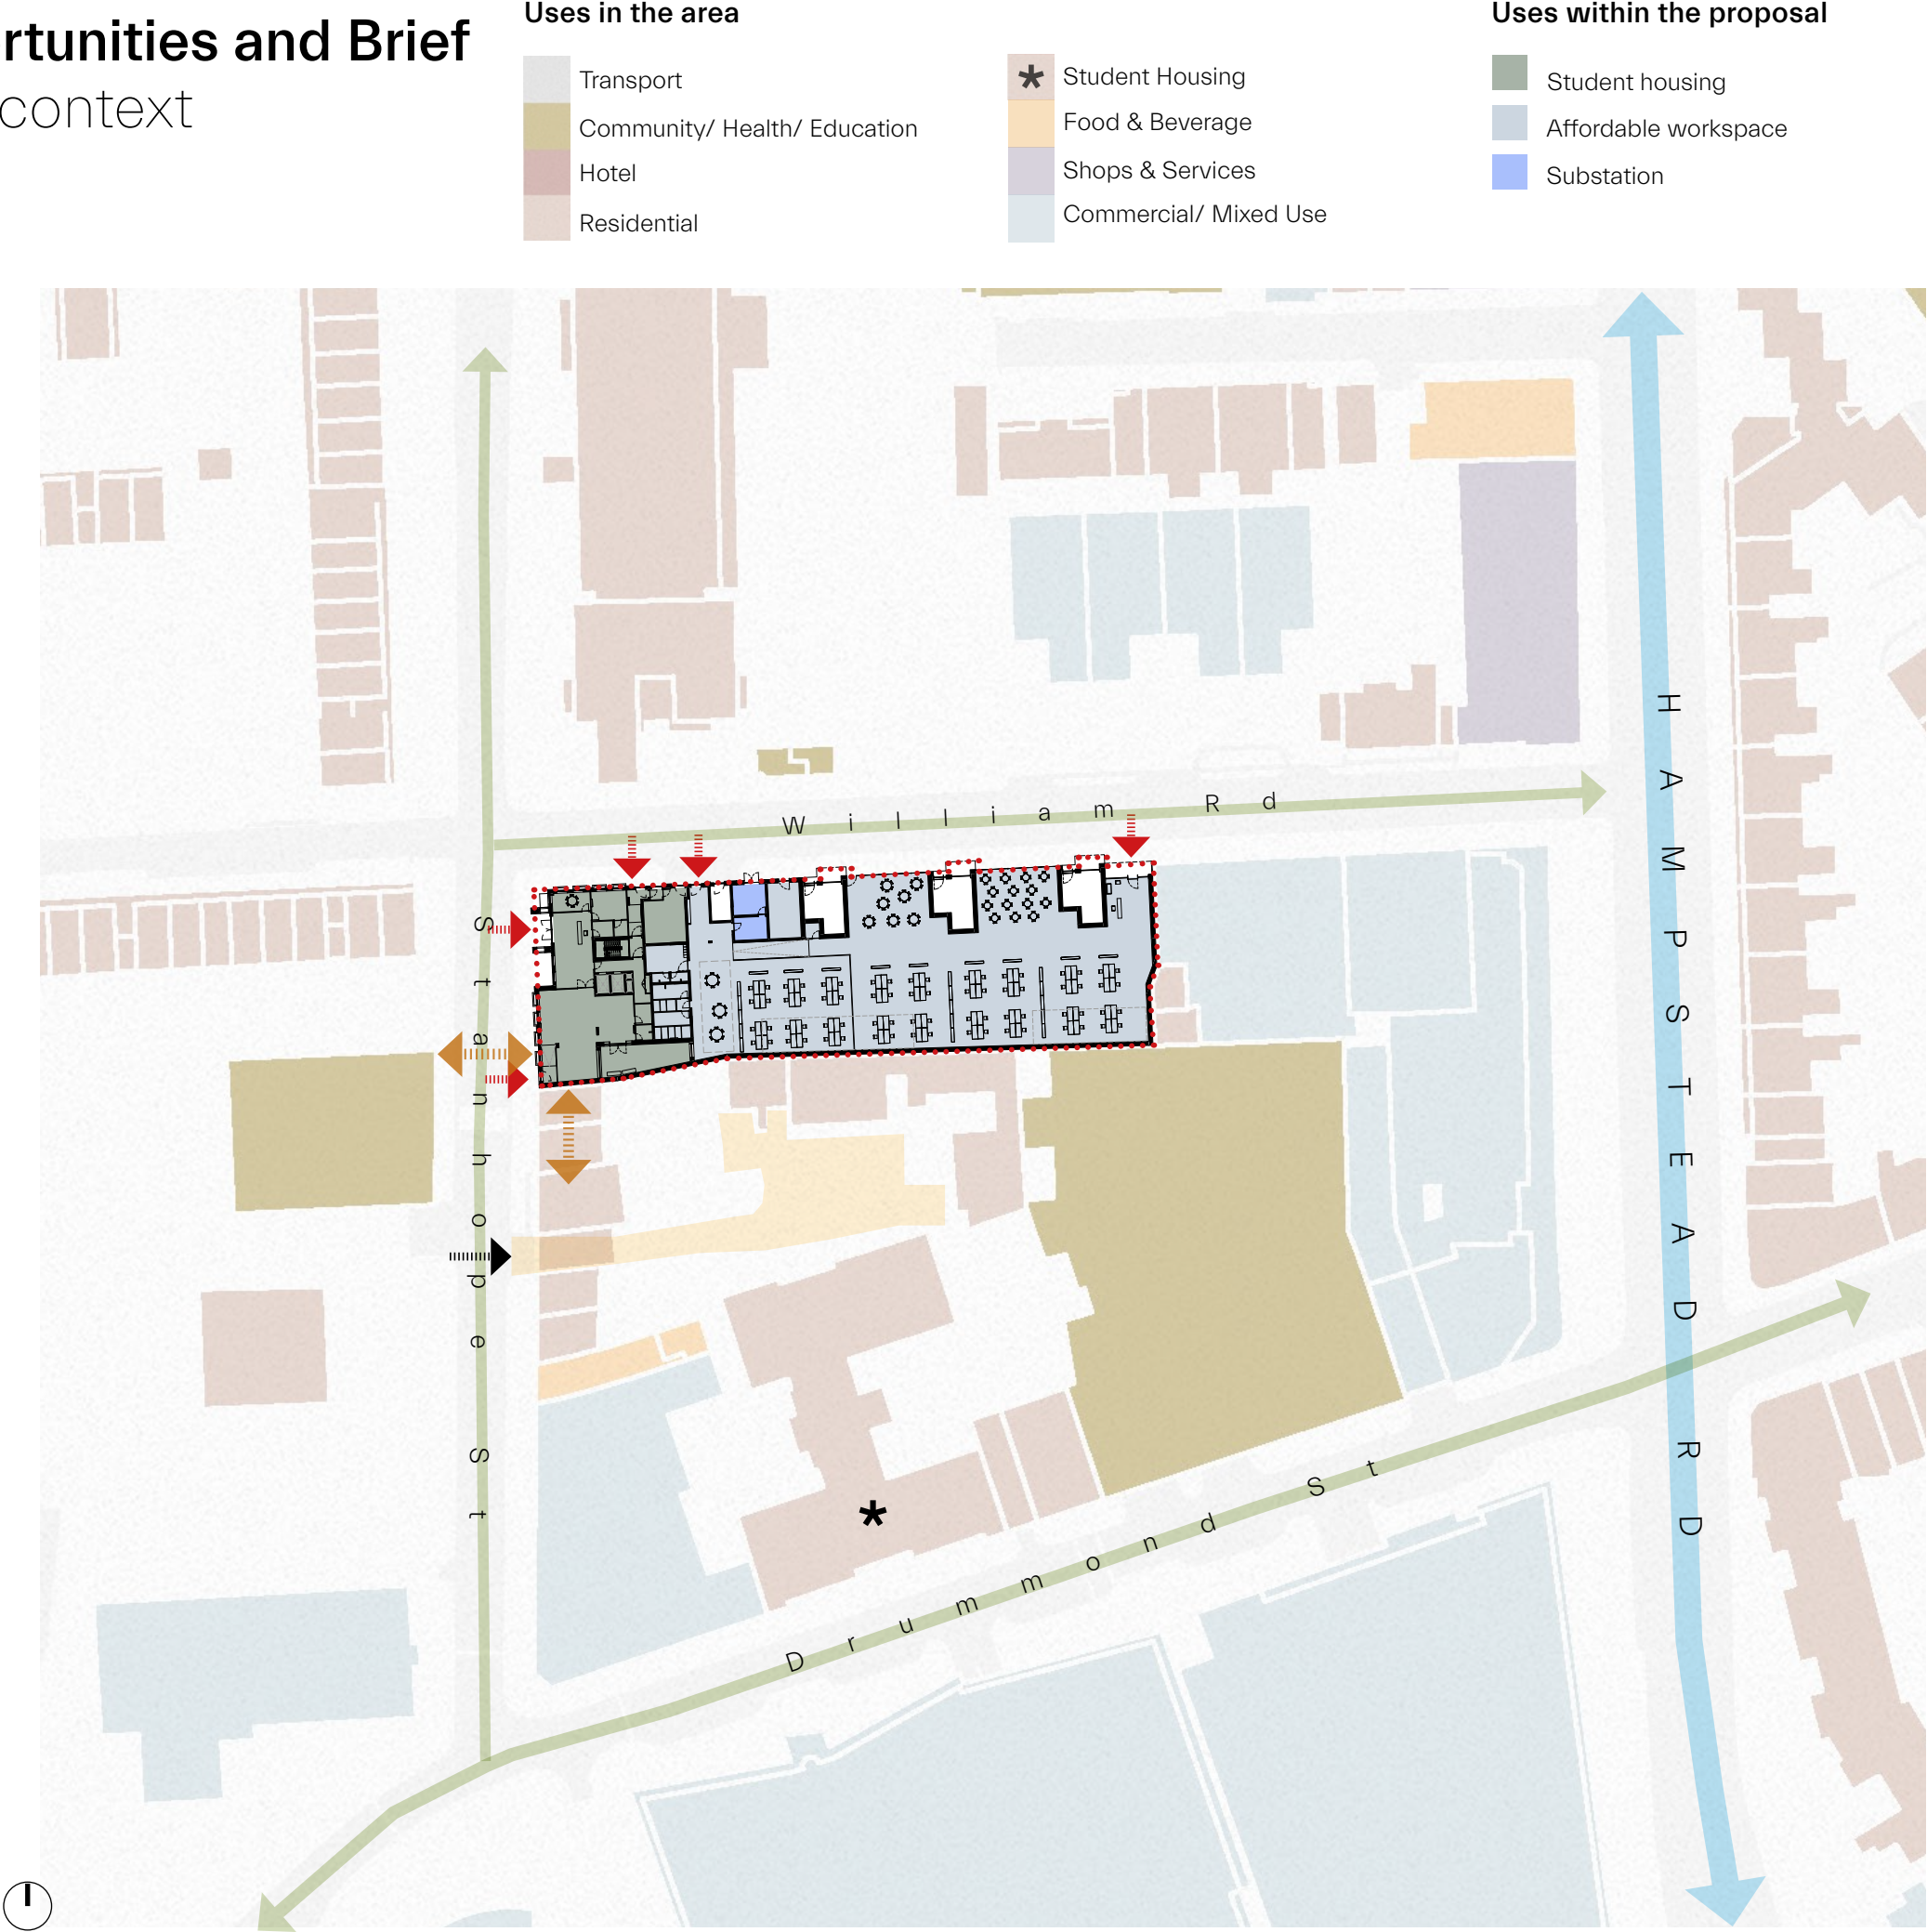 rtunities and Brief
context
Uses in the area
Transport
Community/ Health/ Education
Hotel
Residential
* Student Housing
Food & Beverage
Shops & Services
Commercial/ Mixed Use
Uses within the proposal
Student housing
Affordable workspace
Substation
William Rd
Stanhope St
HAMPSTEADRD
*
Drummond St